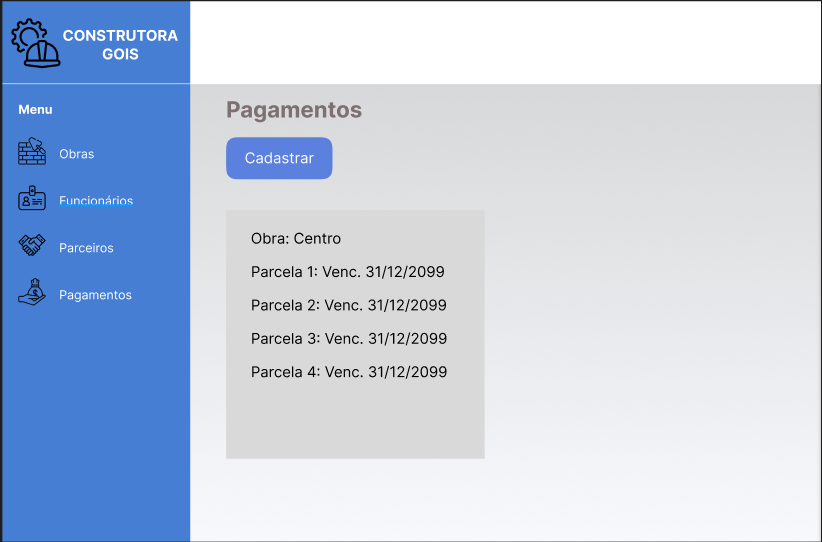 CONSTRUTORA
GOIS
Menu
Obras
Funcionários
Parceiros
Pagamentos
Pagamentos
Cadastrar
Obra: Centro
Parcela 1: Venc. 31/12/2099
Parcela 2: Venc. 31/12/2099
Parcela 3: Venc. 31/12/2099
Parcela 4: Venc. 31/12/2099